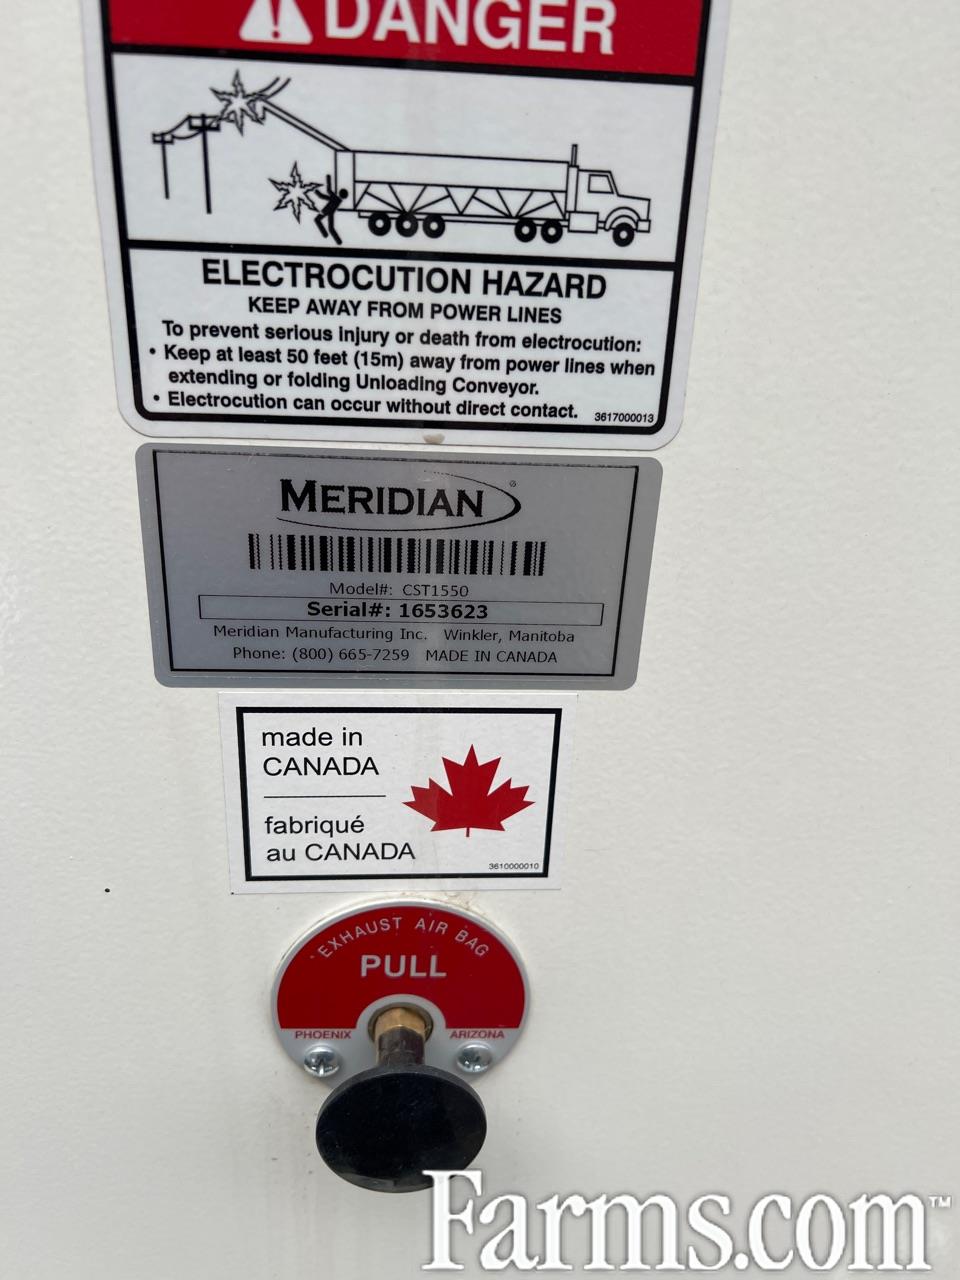 DANGER
ELECTROCUTION HAZARD
KEEP AWAY FROM POWER LINES
To prevent serious injury or death from electrocution:
• Keep at least 50 feet (15m) away from power lines when
extending or folding Unloading Conveyor.
• Electrocution can occur without direct contact.
3617000013
MERIDIAN®
Model#: CST1550
Serial#: 1653623
Meridian Manufacturing Inc. Winkler, Manitoba
Phone: (800) 665-7259 MADE IN CANADA
made in
CANADA
fabriqué
au CANADA
3610000010
EXHAUST AIR BAG
PULL
PHOENIX ARIZONA
Farms.com™